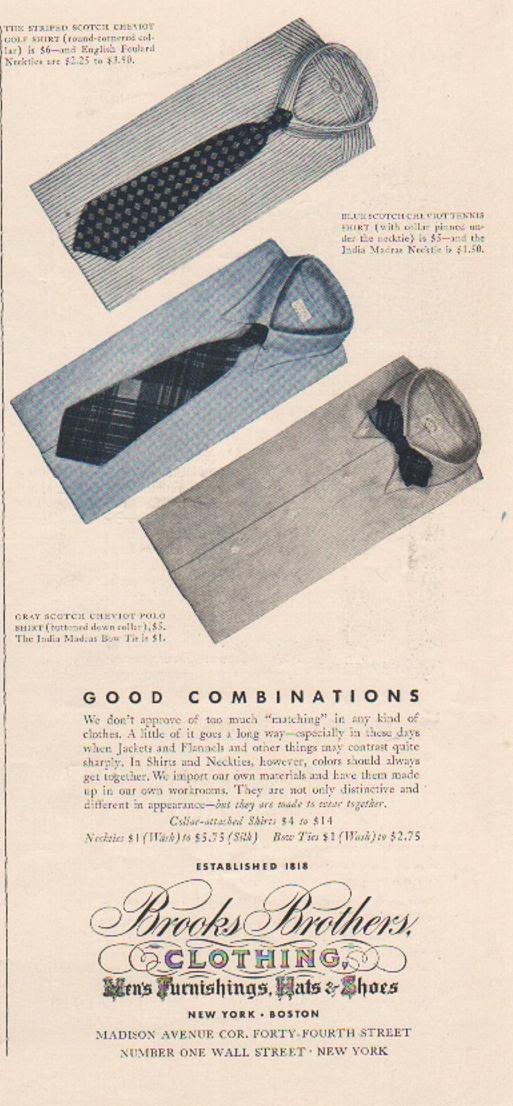 THE STRIPED SCOTCH CHEVIOT
GOLF SHIRT (round-cornered col-
lar) is $6—and English Foulard
Neckties are $2.25 to $3.50.
BLUE SCOTCH CHEVIOT TENNIS
SHIRT (with collar pinned un-
der the necktie) is $5—and the
India Madras Necktie is $1.50.
GRAY SCOTCH CHEVIOT POLO
SHIRT (buttoned down collar), $5.
The India Madras Bow Tie is $1.
GOOD COMBINATIONS
We don't approve of too much "matching" in any kind of
clothes. A little of it goes a long way—especially in these days
when Jackets and Flannels and other things may contrast quite
sharply. In Shirts and Neckties, however, colors should always
get together. We import our own materials and have them made
up in our own workrooms. They are not only distinctive and
different in appearance—but they are made to wear together.
Collar-attached Shirts $4 to $14
Neckties $1 (Wash) to $5.75 (Silk) Bow Ties $1 (Wash) to $2.75
ESTABLISHED 1818
Brooks Brothers,
CLOTHING,
Men's Furnishings, Hats & Shoes
NEW YORK • BOSTON
MADISON AVENUE COR. FORTY-FOURTH STREET
NUMBER ONE WALL STREET · NEW YORK